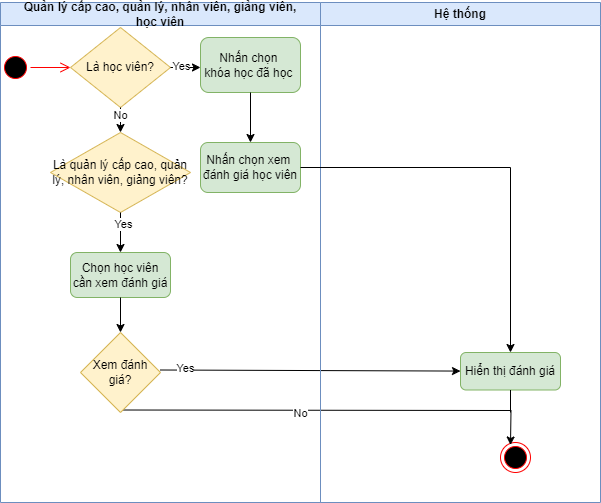 Quản lý cấp cao, quản lý, nhân viên, giảng viên,
học viên
Hệ thống
Là học viên?
Yes
Nhấn chọn
khóa học đã học
No
Là quản lý cấp cao, quản
lý, nhân viên, giảng viên?
Nhấn chọn xem
đánh giá học viên
Yes
Chọn học viên
cần xem đánh giá
Xem đánh
giá?
Yes
Hiển thị đánh giá
No